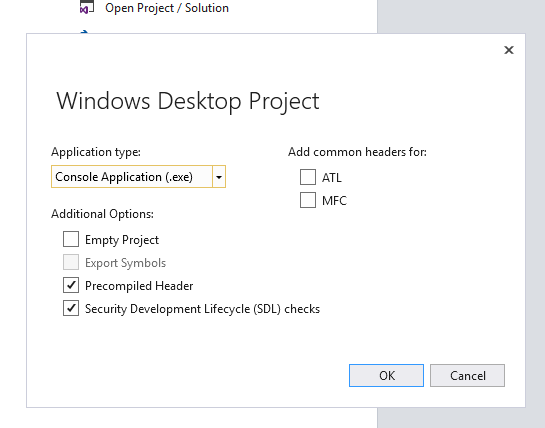 Open Project / Solution
Windows Desktop Project
Application type:
Console Application (.exe)
Additional Options:
Empty Project
Export Symbols
Precompiled Header
Security Development Lifecycle (SDL) checks
Add common headers for:
ATL
MFC
OK
Cancel